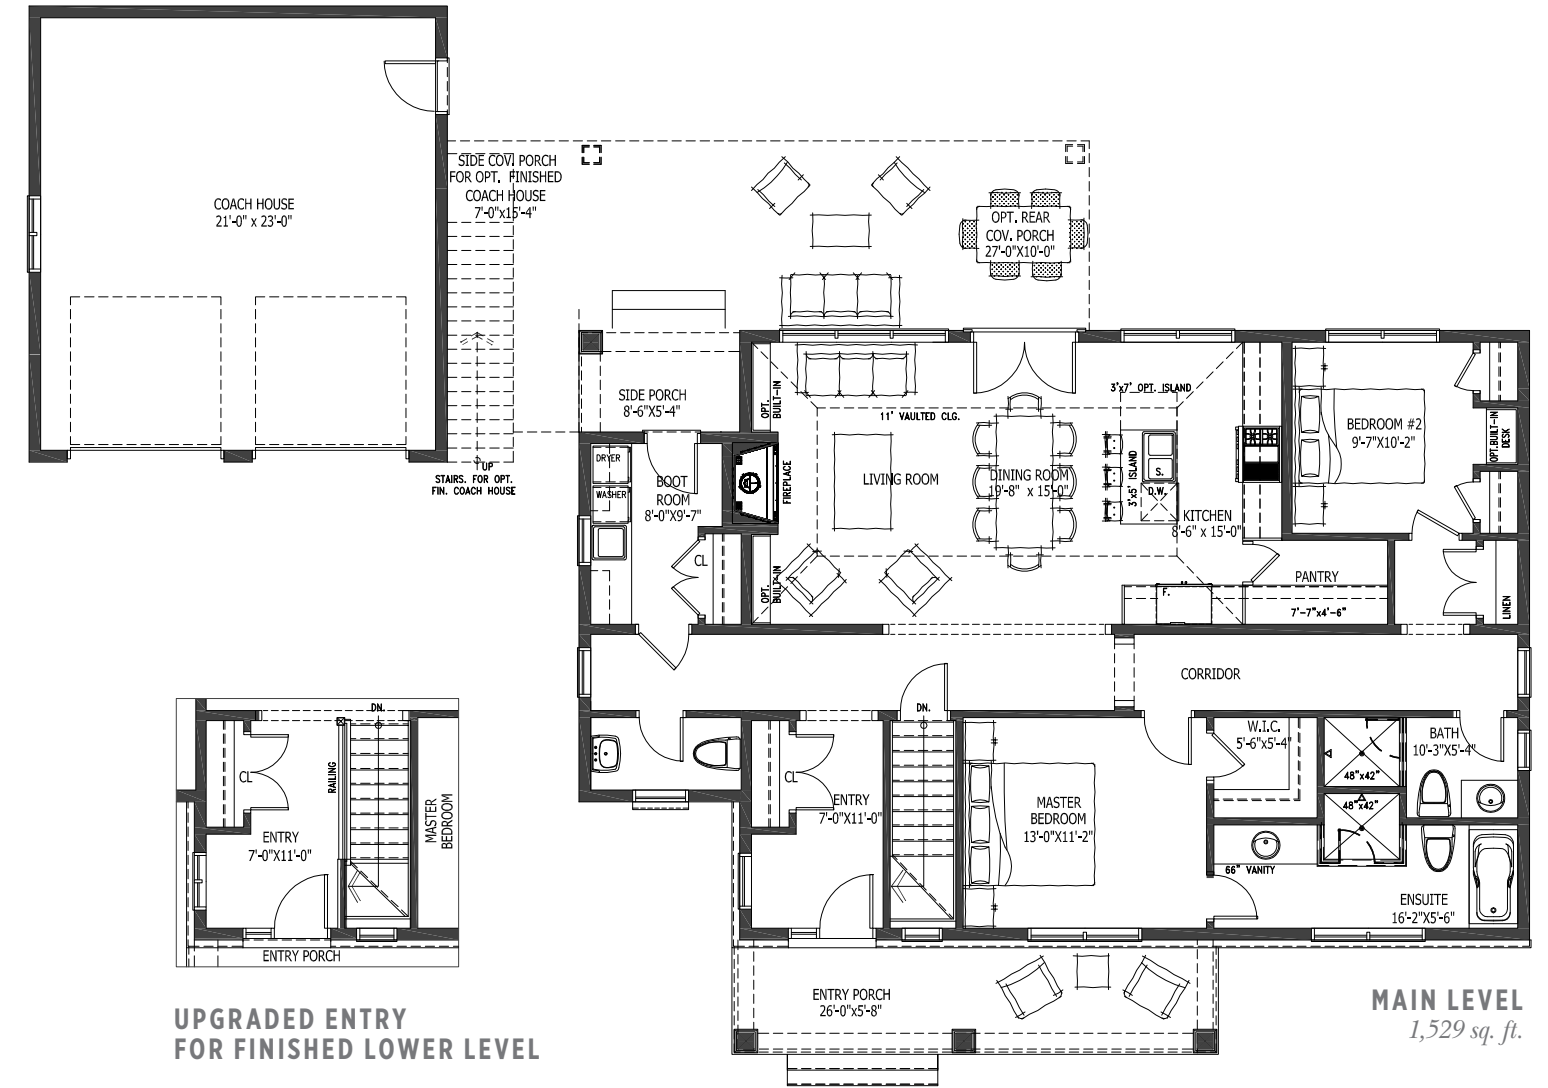 COACH HOUSE
21'-0" x 23'-0"
SIDE COV. PORCH
FOR OPT. FINISHED
COACH HOUSE
7'-0"x15'-4"
UP
STAIRS. FOR OPT.
FIN. COACH HOUSE
OPT. REAR
COV. PORCH
27'-0"X10'-0"
SIDE PORCH
8'-6"X5'-4"
OPT.
BUILT-IN
11' VAULTED CLG.
3'x7' OPT. ISLAND
BEDROOM #2
9'-7"X10'-2"
OPT.BUILT-IN
DESK
DRYER
WASHER
BOOT
ROOM
8'-0"X9'-7"
FIREPLACE
LIVING ROOM
DINING ROOM
19'-8" x 15'-0"
3'x5' ISLAND
S.
D.W.
KITCHEN
8'-6" x 15'-0"
CL
OPT.
BUILT-IN
F.
PANTRY
7'-7"x4'-6"
LINEN
CORRIDOR
DN.
W.I.C.
5'-6"x5'-4"
48"x42"
BATH
10'-3"X5'-4"
CL
ENTRY
7'-0"X11'-0"
MASTER
BEDROOM
13'-0"X11'-2"
48"x42"
66" VANITY
ENSUITE
16'-2"X5'-6"
ENTRY PORCH
26'-0"x5'-8"
DN.
CL
RAILING
MASTER
BEDROOM
ENTRY
7'-0"X11'-0"
ENTRY PORCH
UPGRADED ENTRY
FOR FINISHED LOWER LEVEL
MAIN LEVEL
1,529 sq. ft.